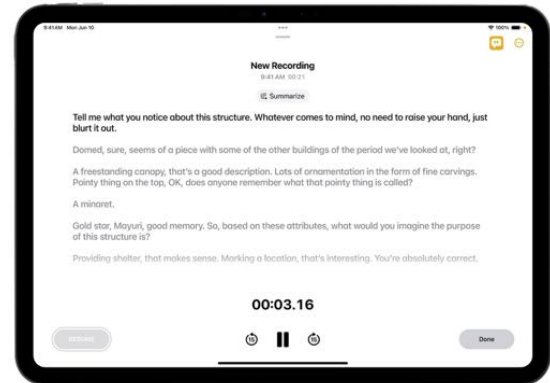 9:41 AM Mon Jun 10
100%
New Recording
9:41 AM 00:21
Summarize
Tell me what you notice about this structure. Whatever comes to mind, no need to raise your hand, just
blurt it out.
Domed, sure, seems of a piece with some of the other buildings of the period we've looked at, right?
A freestanding canopy, that's a good description. Lots of ornamentation in the form of fine carvings.
Pointy thing on the top, OK, does anyone remember what that pointy thing is called?
A minaret.
Gold star, Mayuri, good memory. So, based on these attributes, what would you imagine the purpose
of this structure is?
Providing shelter, that makes sense. Marking a location, that's interesting. You're absolutely correct,
00:03.16
RESUME
15
15
Done